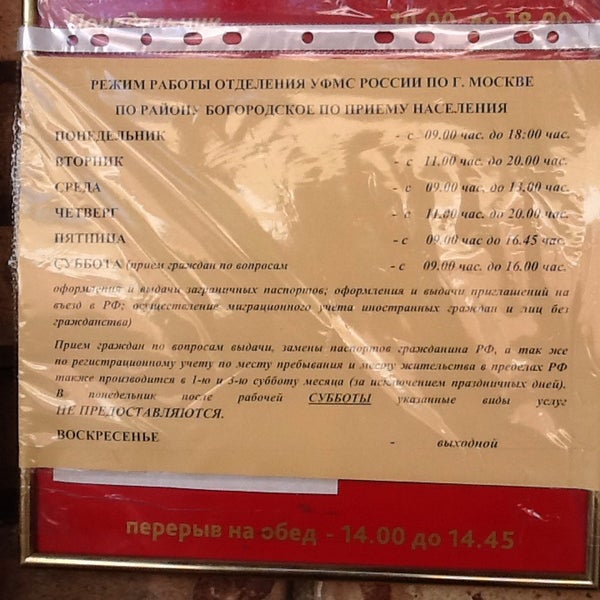 Понедельник 10.00 до 18.00
РЕЖИМ РАБОТЫ ОТДЕЛЕНИЯ УФМС РОССИИ ПО Г. МОСКВЕ
ПО РАЙОНУ БОГОРОДСКОЕ ПО ПРИЕМУ НАСЕЛЕНИЯ
ПОНЕДЕЛЬНИК - с 09.00 час. до 18:00 час.
ВТОРНИК - с 11.00 час. до 20.00 час.
СРЕДА - с 09.00 час. до 13.00 час.
ЧЕТВЕРГ - с 11.00 час. до 20.00 час.
ПЯТНИЦА - с 09.00 час до 16.45 час.
СУББОТА (прием граждан по вопросам - с 09.00 час. до 16.00 час.
оформления и выдачи заграничных паспортов; оформления и выдачи приглашений на
въезд в РФ; осуществление миграционного учета иностранных граждан и лиц без
гражданства)
Прием граждан по вопросам выдачи, замены паспортов гражданина РФ, а так же
по регистрационному учету по месту пребывания и месту жительства в пределах РФ
также производится в 1-ю и 3-ю субботу месяца (за исключением праздничных дней).
В понедельник после рабочей СУББОТЫ указанные виды услуг
НЕ ПРЕДОСТАВЛЯЮТСЯ.
ВОСКРЕСЕНЬЕ - выходной
перерыв на обед - 14.00 до 14.45